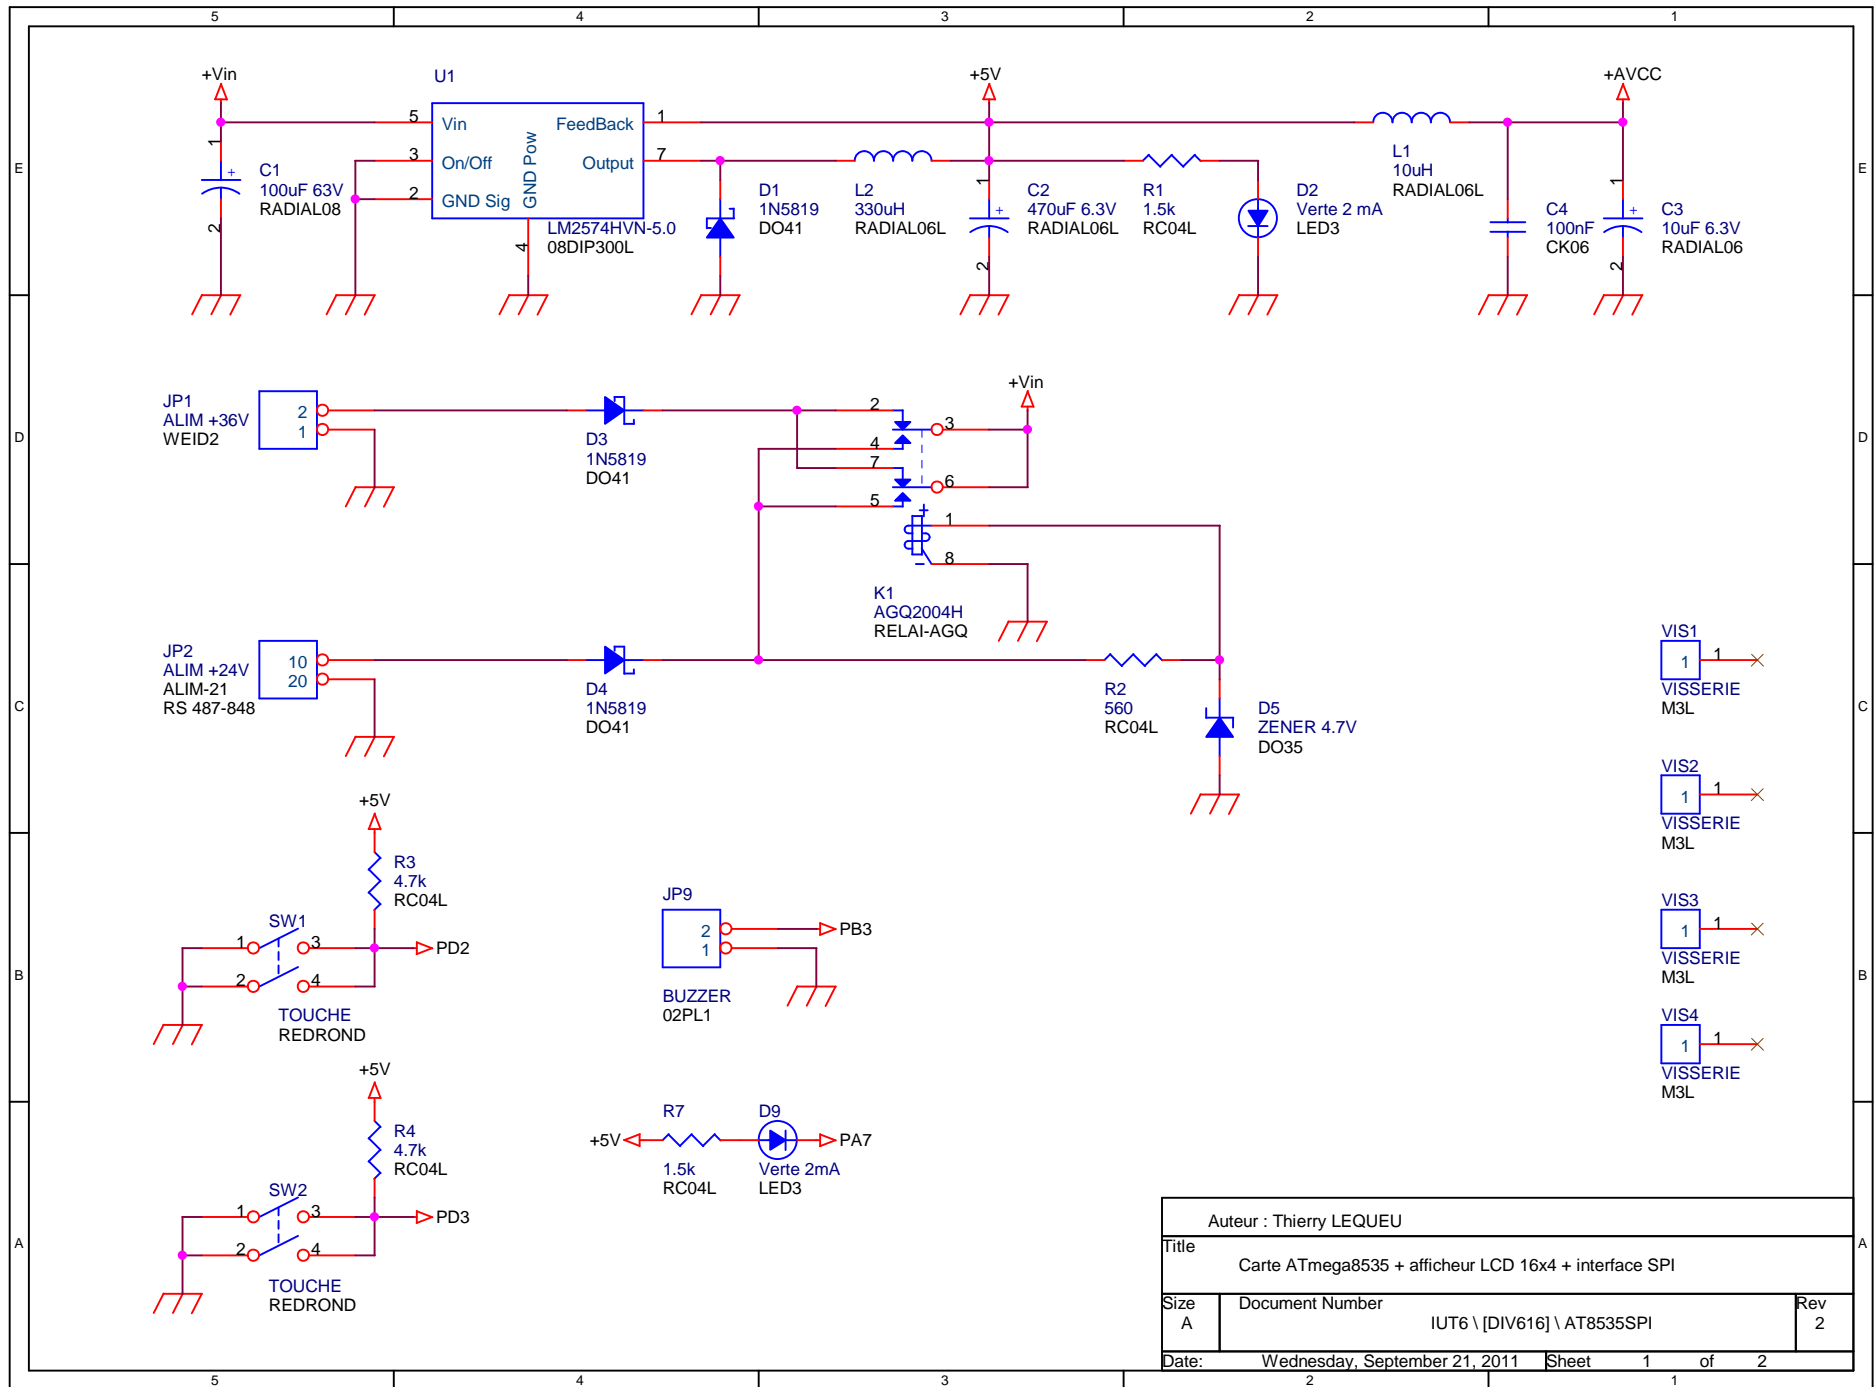 5 4 3 2 1
E
D
C
B
A
E
D
C
B
A
+Vin
U1
+5V
+AVCC
5
Vin
FeedBack
1
3
On/Off
Output
7
2
GND Sig
GND Pow
4
LM2574HVN-5.0
08DIP300L
1
+
2
C1
100uF 63V
RADIAL08
D1
1N5819
DO41
L2
330uH
RADIAL06L
1
+
2
C2
470uF 6.3V
RADIAL06L
R1
1.5k
RC04L
D2
Verte 2 mA
LED3
L1
10uH
RADIAL06L
C4
100nF
CK06
1
+
2
C3
10uF 6.3V
RADIAL06
JP1
ALIM +36V
WEID2
2
1
D3
1N5819
DO41
+Vin
2
3
4
7
6
5
+
1
8
-
K1
AGQ2004H
RELAI-AGQ
JP2
ALIM +24V
ALIM-21
RS 487-848
10
20
D4
1N5819
DO41
R2
560
RC04L
D5
ZENER 4.7V
DO35
VIS1
1 1
VISSERIE
M3L
VIS2
1 1
VISSERIE
M3L
VIS3
1 1
VISSERIE
M3L
VIS4
1 1
VISSERIE
M3L
+5V
R3
4.7k
RC04L
SW1
1 3
PD2
2 4
TOUCHE
REDROND
JP9
2
1
PB3
BUZZER
02PL1
+5V
R4
4.7k
RC04L
SW2
1 3
PD3
2 4
TOUCHE
REDROND
R7
D9
+5V
PA7
1.5k
RC04L
Verte 2mA
LED3
Auteur : Thierry LEQUEU
Title
Carte ATmega8535 + afficheur LCD 16x4 + interface SPI
Size
A
Document Number
IUT6 \ [DIV616] \ AT8535SPI
Rev
2
Date: Wednesday, September 21, 2011 Sheet 1 of 2
5 4 3 2 1